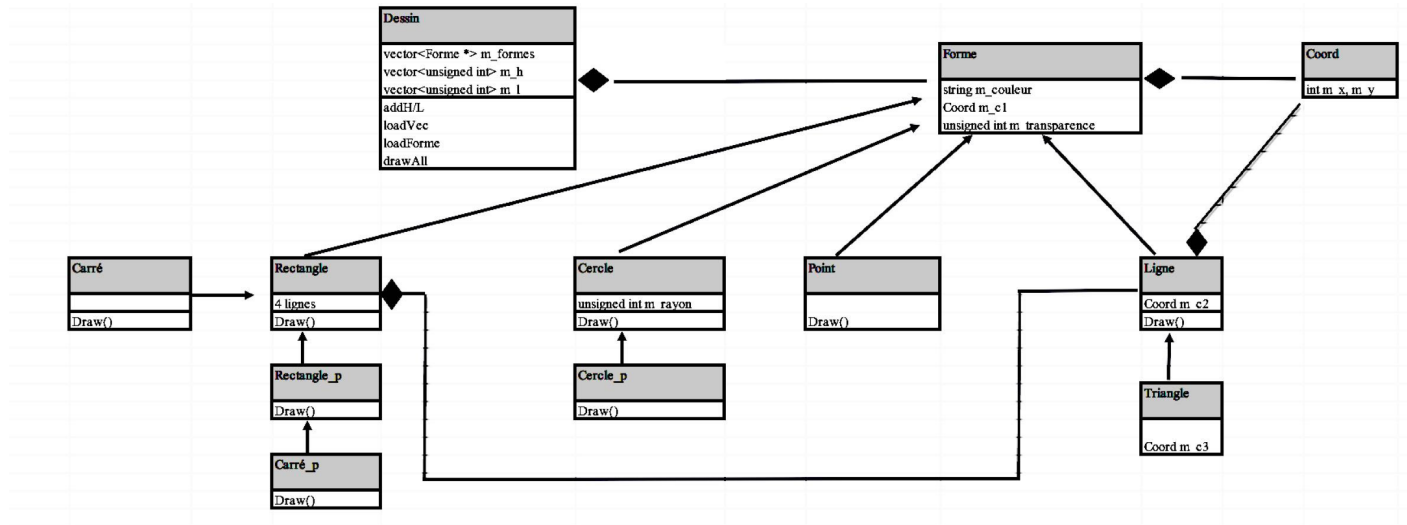 Dessin
vector<Forme *> m_formes
vector<unsigned int> m_h
vector<unsigned int> m_l
addH/L
loadVec
loadForme
drawAll
Forme
string m_couleur
Coord m_c1
unsigned int m_transparence
Coord
int m_x, m_y
Carré
Draw()
Rectangle
4 lignes
Draw()
Cercle
unsigned int m_rayon
Draw()
Point
Draw()
Ligne
Coord m_c2
Draw()
Rectangle_p
Draw()
Cercle_p
Draw()
Triangle
Coord m_c3
Carré_p
Draw()